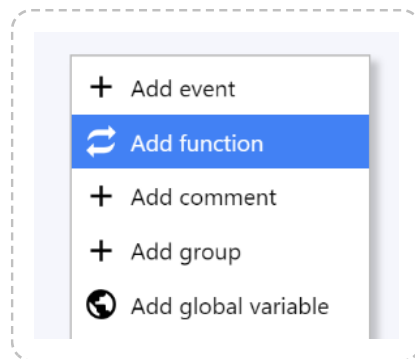 Add event
Add function
Add comment
Add group
Add global variable